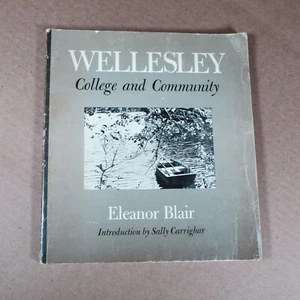 WELLESLEY
College and Community
Eleanor Blair
Introduction by Sally Carrighar